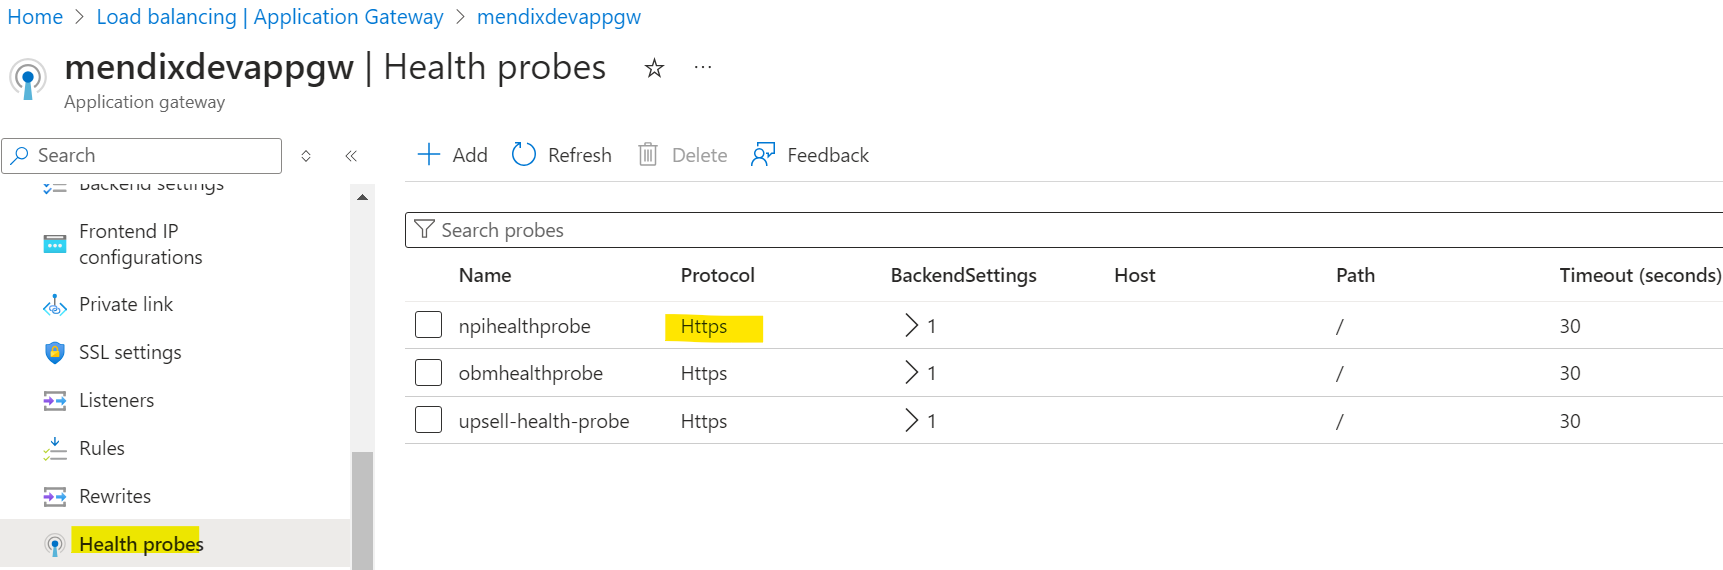 Home > Load balancing | Application Gateway > mendixdevappgw
mendixdevappgw | Health probes
Application gateway
Search
Add Refresh Delete Feedback
Backend settings
Frontend IP
configurations
Private link
SSL settings
Listeners
Rules
Rewrites
Health probes
Search probes
Name Protocol BackendSettings Host Path Timeout (seconds)
npihealthprobe Https > 1 / 30
obmhealthprobe Https > 1 / 30
upsell-health-probe Https > 1 / 30